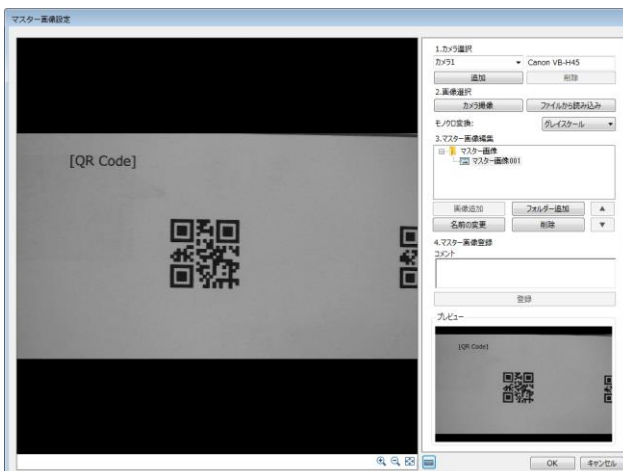 マスター画像設定
[QR Code]
1.カメラ選択
カメラ1
Canon VB-H45
追加
削除
2.画像選択
カメラ撮像
ファイルから読み込み
モノクロ変換:
グレイスケール
3.マスター画像編集
マスター画像
マスター画像001
画像追加
フォルダー追加
▲
名前の変更
削除
▼
4.マスター画像登録
コメント
登録
プレビュー
[QR Code]
OK
キャンセル